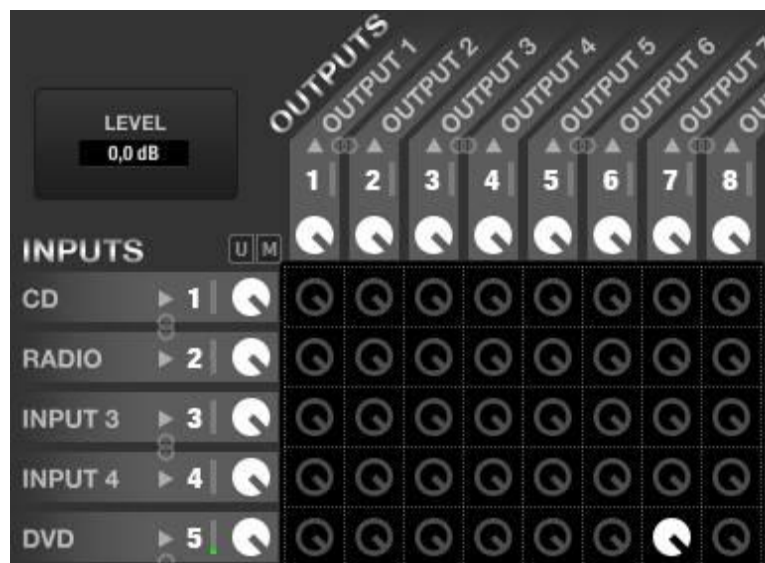 OUTPUTS
OUTPUT 1
OUTPUT 2
OUTPUT 3
OUTPUT 4
OUTPUT 5
OUTPUT 6
OUTPUT 7
LEVEL
0,0 dB
1 2 3 4 5 6 7 8
INPUTS U M
CD 1
RADIO 2
INPUT 3 3
INPUT 4 4
DVD 5